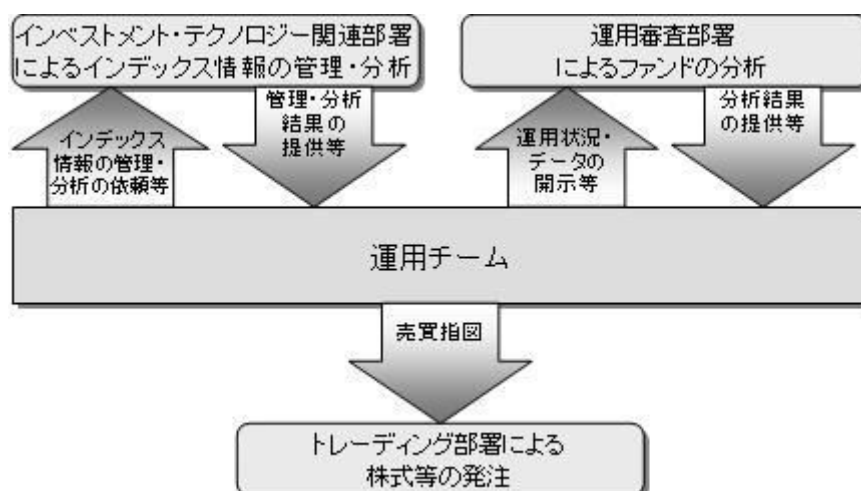 インベストメント・テクノロジー関連部署
によるインデックス情報の管理・分析
運用審査部署
によるファンドの分析
インデックス
情報の管理・
分析の依頼等
管理・分析
結果の
提供等
運用状況・
データの
開示等
分析結果
の提供等
運用チーム
売買指図
トレーディング部署による
株式等の発注